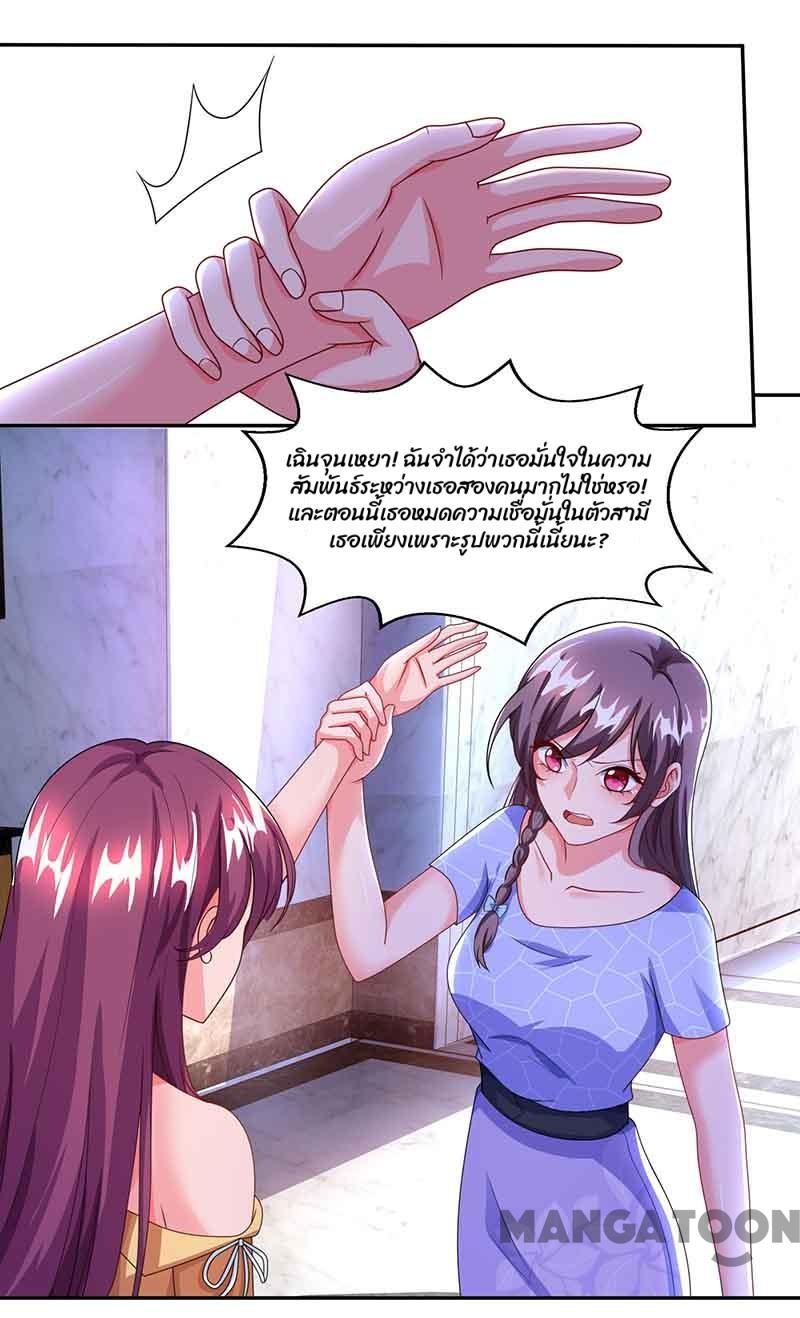 เฉินจุนเหยา! ฉันจำได้ว่าเธอมั่นใจในความ
สัมพันธ์ระหว่างเธอสองคนมากไม่ใช่หรอ!
และตอนนี้เธอหมดความเชื่อมั่นในตัวสามี
เธอเพียงเพราะรูปพวกนี้เนี่ยนะ?
MANGATOON